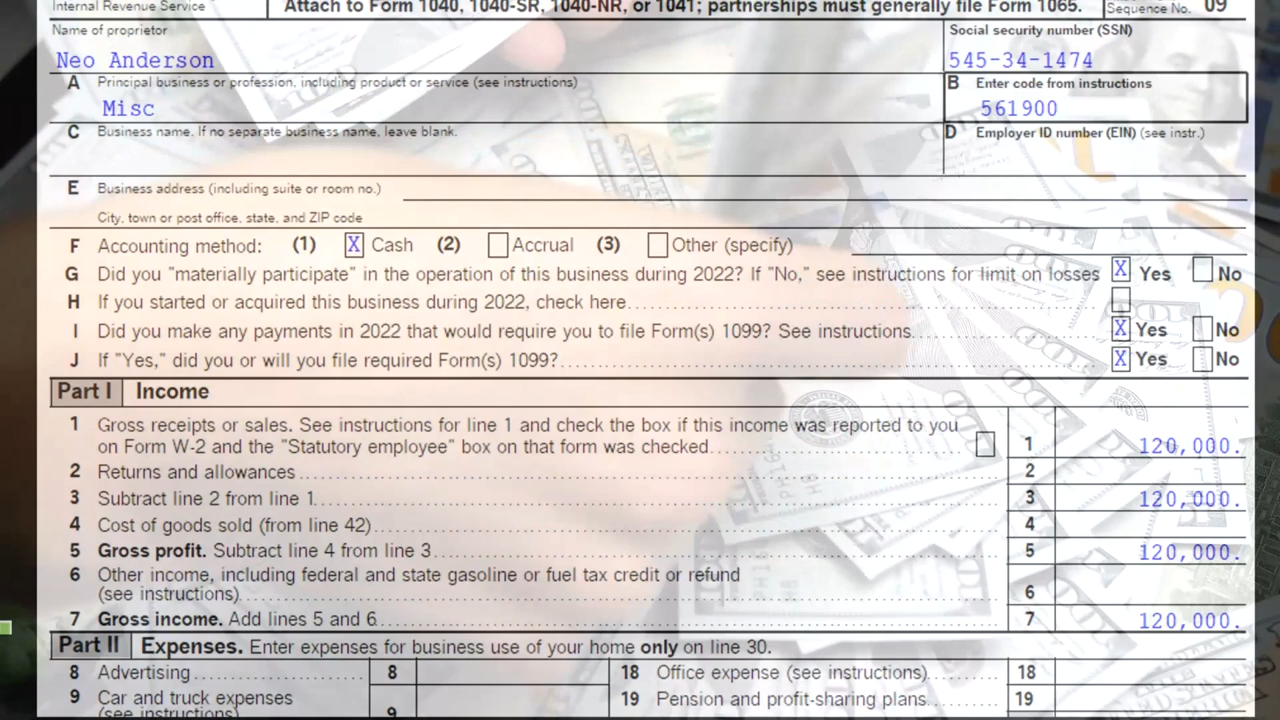 Internal Revenue Service Attach to Form 1040, 1040-SR, 1040-NR, or 1041; partnerships must generally file Form 1065. Sequence No. 09
Name of proprietor Social security number (SSN)
Neo Anderson 545-34-1474
A Principal business or profession, including product or service (see instructions) B Enter code from instructions
Misc 561900
C Business name. If no separate business name, leave blank. D Employer ID number (EIN) (see instr.)
E Business address (including suite or room no.)
City, town or post office, state, and ZIP code
F Accounting method: (1) X Cash (2) Accrual (3) Other (specify)
G Did you "materially participate" in the operation of this business during 2022? If "No," see instructions for limit on losses X Yes No
H If you started or acquired this business during 2022, check here
I Did you make any payments in 2022 that would require you to file Form(s) 1099? See instructions X Yes No
J If "Yes," did you or will you file required Form(s) 1099? X Yes No
Part I Income
1 Gross receipts or sales. See instructions for line 1 and check the box if this income was reported to you
on Form W-2 and the "Statutory employee" box on that form was checked 1 120,000.
2 Returns and allowances 2
3 Subtract line 2 from line 1 3 120,000.
4 Cost of goods sold (from line 42) 4
5 Gross profit. Subtract line 4 from line 3 5 120,000.
6 Other income, including federal and state gasoline or fuel tax credit or refund
(see instructions) 6
7 Gross income. Add lines 5 and 6 7 120,000.
Part II Expenses. Enter expenses for business use of your home only on line 30.
8 Advertising 8 18 Office expense (see instructions) 18
9 Car and truck expenses 19 Pension and profit-sharing plans 19
(see instructions) 9